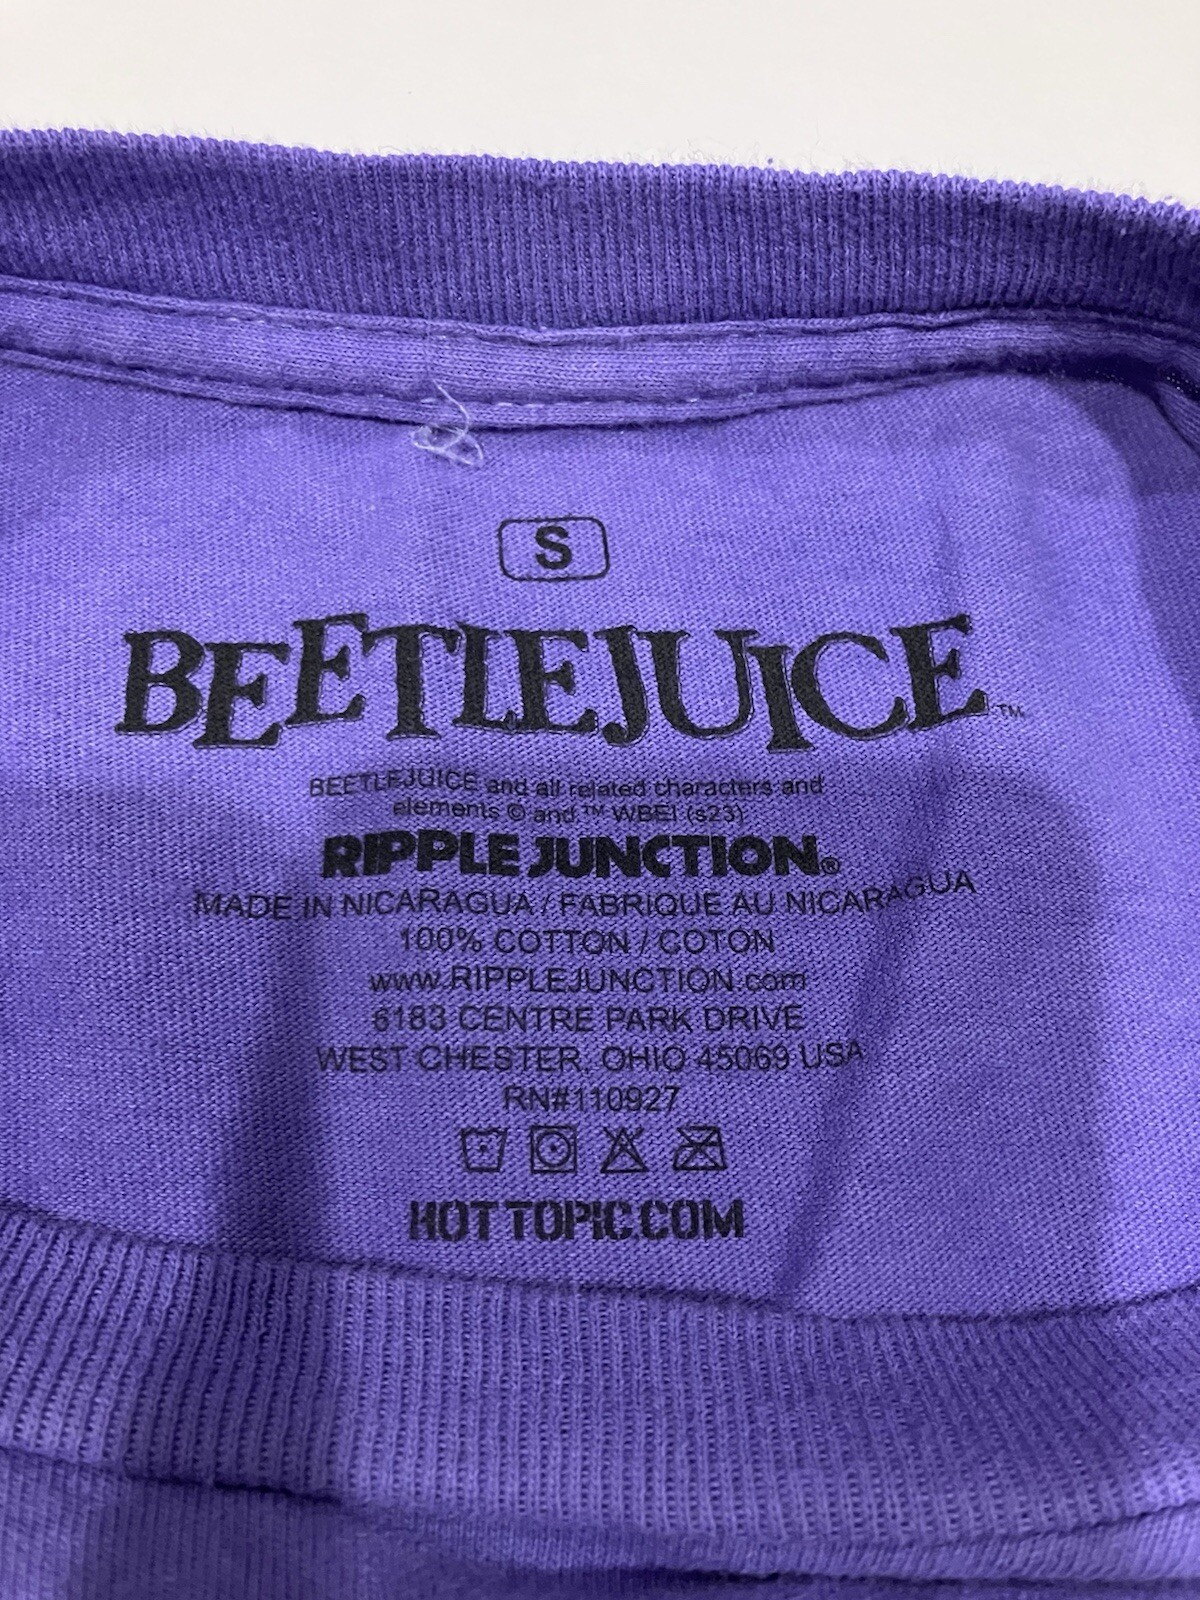 S
BEETLEJUICE™
BEETLEJUICE and all related characters and
elements © and ™ WBEI (s23)
RIPPLE JUNCTION®
MADE IN NICARAGUA / FABRIQUE AU NICARAGUA
100% COTTON / COTON
www.RIPPLEJUNCTION.com
6183 CENTRE PARK DRIVE
WEST CHESTER, OHIO 45069 USA
RN#110927
HOT TOPIC.COM